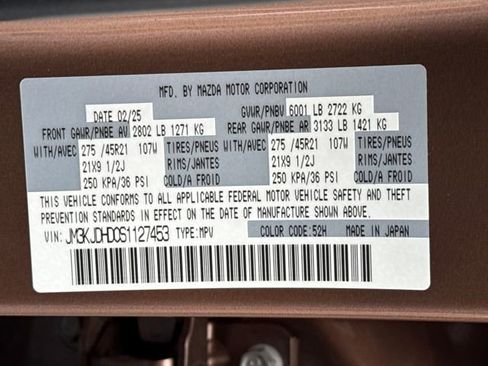 MFD. BY MAZDA MOTOR CORPORATION
DATE 02/25 GVWR/PNBV 6001 LB 2722 KG
FRONT GAWR/PNBE AV 2802 LB 1271 KG REAR GAWR/PNBE AR 3133 LB 1421 KG
WITH/AVEC 275 /45R21 107W TIRES/PNEUS WITH/AVEC 275 /45R21 107W TIRES/PNEUS
21X9 1/2J RIMS/JANTES 21X9 1/2J RIMS/JANTES
250 KPA/36 PSI COLD/A FROID 250 KPA/36 PSI COLD/A FROID
THIS VEHICLE CONFORMS TO ALL APPLICABLE FEDERAL MOTOR VEHICLE SAFETY AND THEFT
PREVENTION STANDARDS IN EFFECT ON THE DATE OF MANUFACTURE SHOWN ABOVE.
VIN: JM3KJDHD0S1127453 TYPE:MPV COLOR CODE:52H MADE IN JAPAN